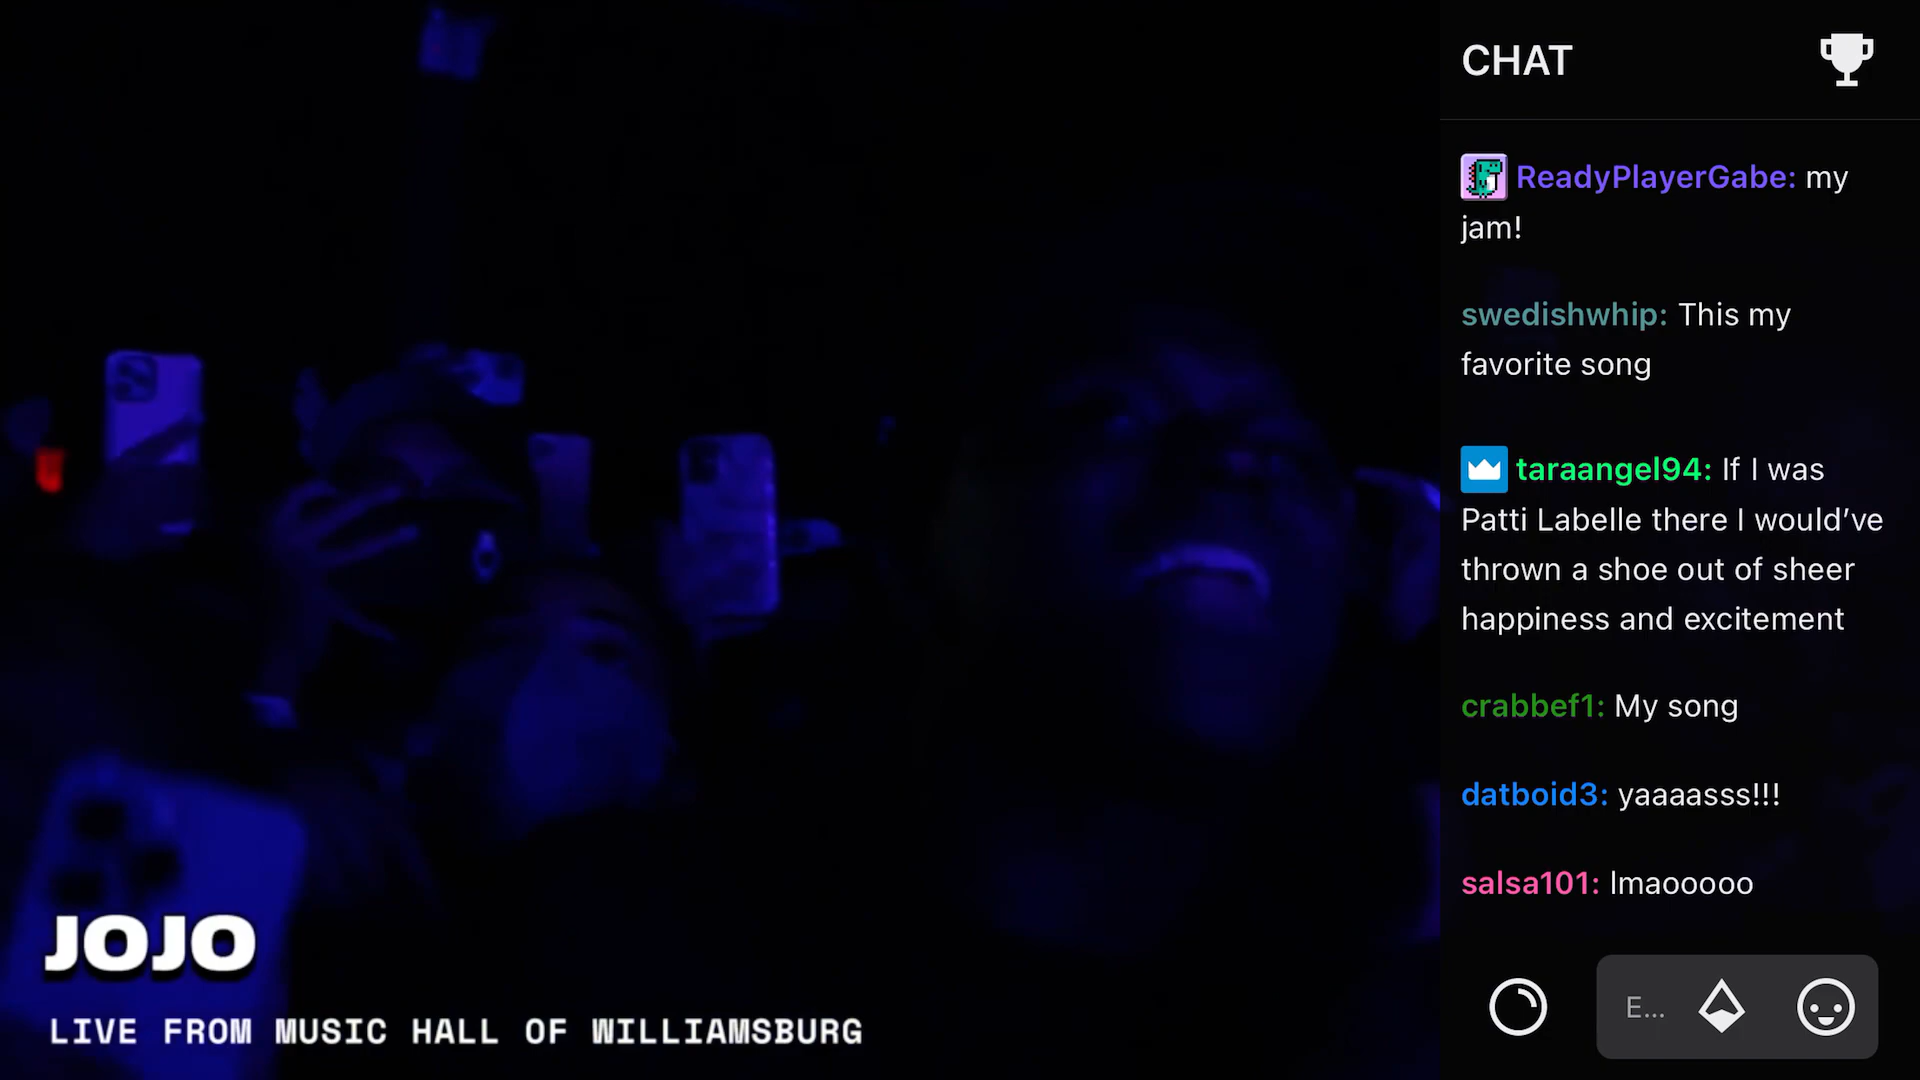 CHAT
ReadyPlayerGabe: my
jam!
swedishwhip: This my
favorite song
taraangel94: If I was
Patti Labelle there I would’ve
thrown a shoe out of sheer
happiness and excitement
crabbef1: My song
datboid3: yaaaasss!!!
salsa101: lmaooooo
E...
JOJO
LIVE FROM MUSIC HALL OF WILLIAMSBURG